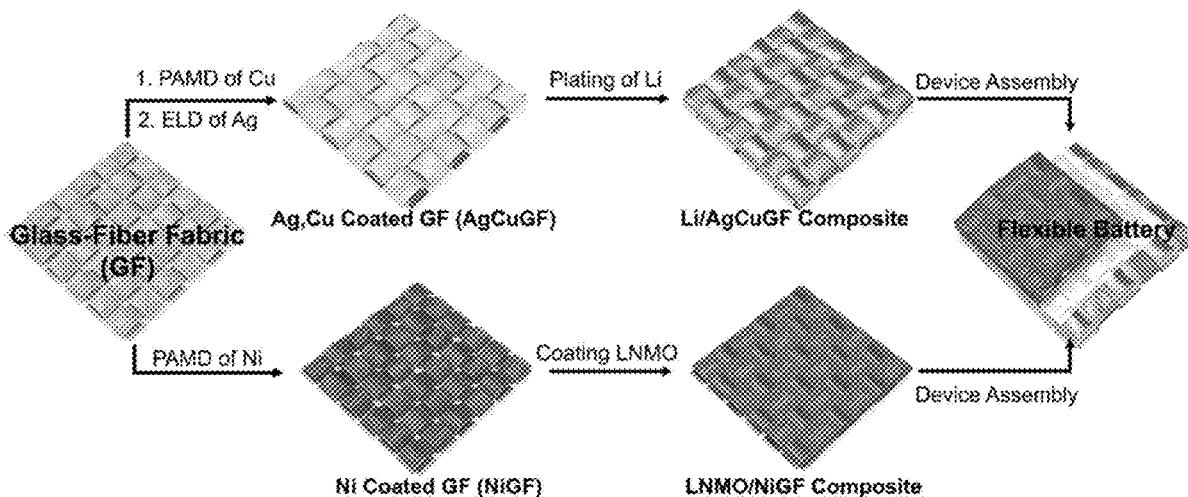 1. PAMD of Cu
2. ELD of Ag
Plating of Li
Device Assembly
Ag,Cu Coated GF (AgCuGF)
Li/AgCuGF Composite
Glass-Fiber Fabric
(GF)
Flexible Battery
PAMD of Ni
Coating LNMO
Device Assembly
Ni Coated GF (NiGF)
LNMO/NiGF Composite